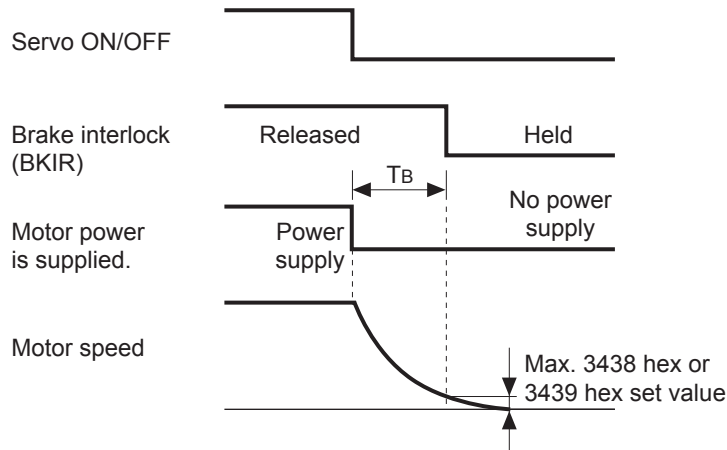 Servo ON/OFF
Brake interlock
(BKIR)
Released
Held
TB
Motor power
is supplied.
Power
supply
No power
supply
Motor speed
Max. 3438 hex or
3439 hex set value